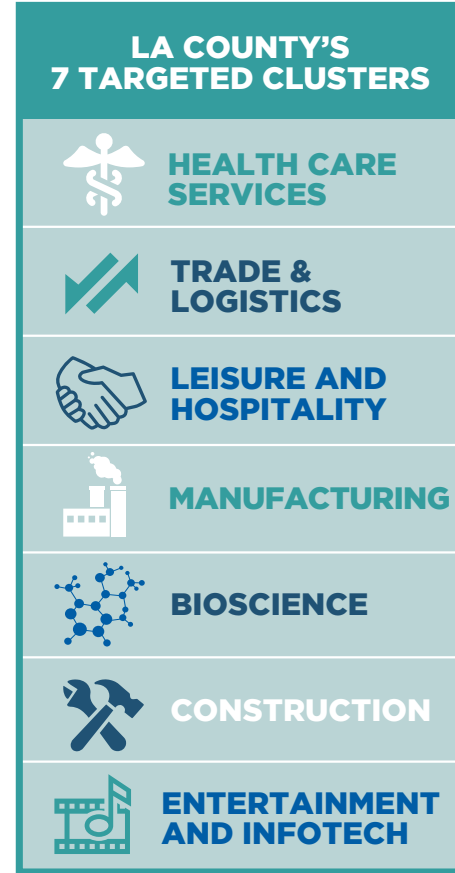 LA COUNTY’S
7 TARGETED CLUSTERS
HEALTH CARE
SERVICES
TRADE &
LOGISTICS
LEISURE AND
HOSPITALITY
MANUFACTURING
BIOSCIENCE
CONSTRUCTION
ENTERTAINMENT
AND INFOTECH